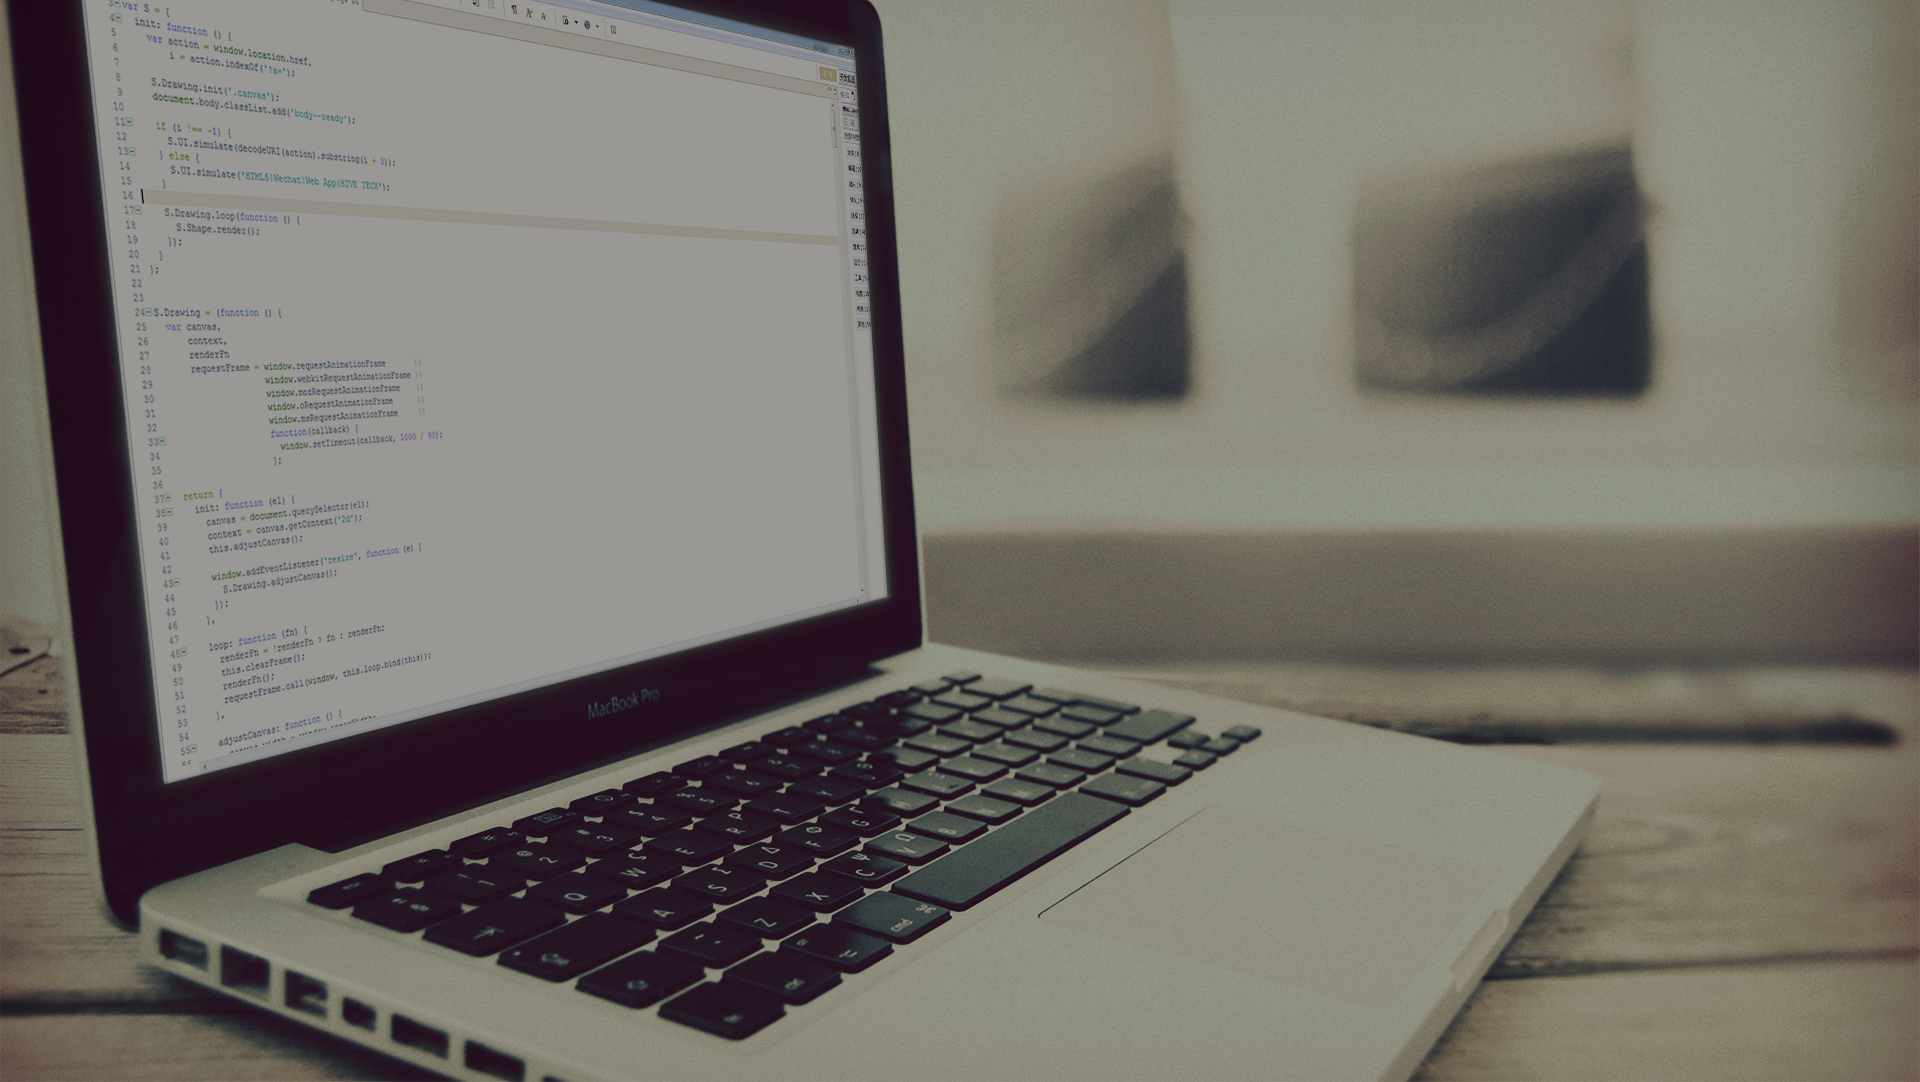 3 var S = {
4 init: function () {
5 var action = window.location.href,
6 i = action.indexOf('?a=');
7
8 S.Drawing.init('.canvas');
9 document.body.classList.add('body--ready');
10
11 if (i !== -1) {
12 S.UI.simulate(decodeURI(action).substring(i + 3));
13 } else {
14 S.UI.simulate('HTML5|Wechat|Web App|HIVE TECH');
15 }
16
17 S.Drawing.loop(function () {
18 S.Shape.render();
19 });
20 }
21 };
22
23
24 S.Drawing = (function () {
25 var canvas,
26 context,
27 renderFn
28 requestFrame = window.requestAnimationFrame ||
29 window.webkitRequestAnimationFrame ||
30 window.mozRequestAnimationFrame ||
31 window.oRequestAnimationFrame ||
32 window.msRequestAnimationFrame ||
33 function(callback) {
34 window.setTimeout(callback, 1000 / 60);
35 };
36
37 return {
38 init: function (el) {
39 canvas = document.querySelector(el);
40 context = canvas.getContext('2d');
41 this.adjustCanvas();
42
43 window.addEventListener('resize', function (e) {
44 S.Drawing.adjustCanvas();
45 });
46 },
47
48 loop: function (fn) {
49 renderFn = !renderFn ? fn : renderFn;
50 this.clearFrame();
51 renderFn();
52 requestFrame.call(window, this.loop.bind(this));
53 },
54
55 adjustCanvas: function () {
MacBook Pro
Q W S E R T Y
A S D F G
Z X C V B N M
cmd